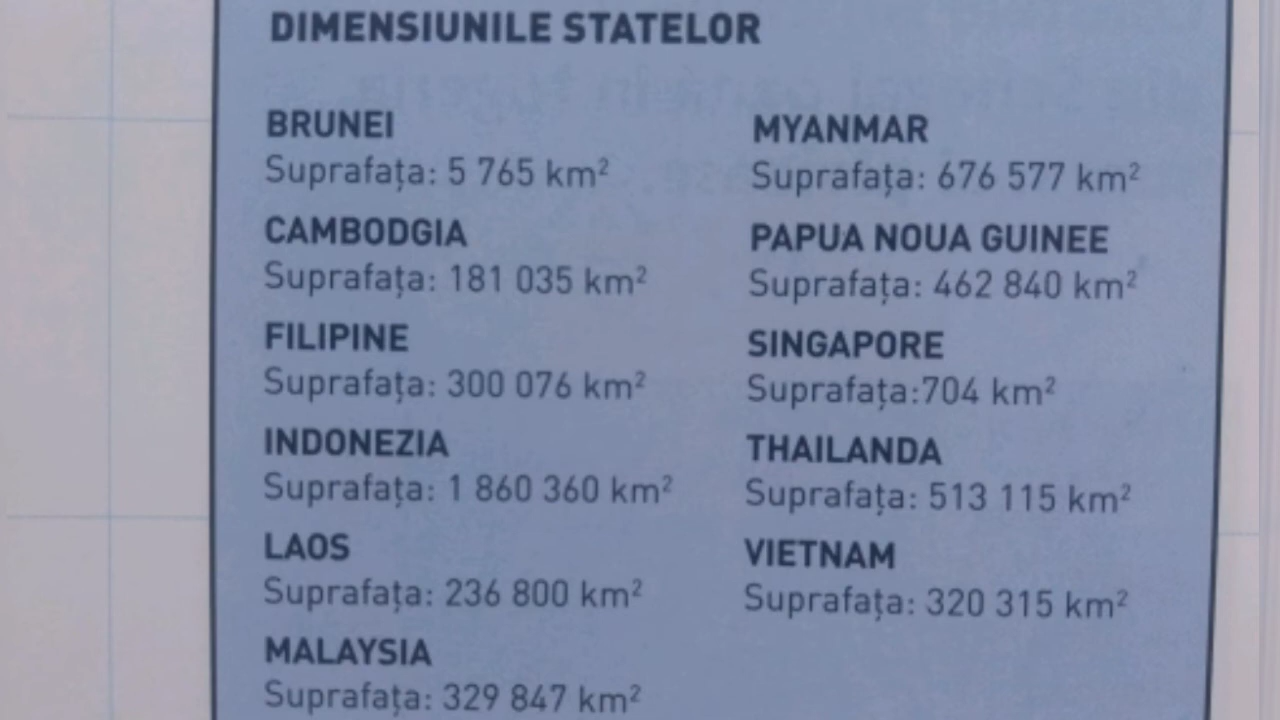 DIMENSIUNILE STATELOR
BRUNEI
Suprafața: 5 765 km²
CAMBODGIA
Suprafața: 181 035 km²
FILIPINE
Suprafața: 300 076 km²
INDONEZIA
Suprafața: 1 860 360 km²
LAOS
Suprafața: 236 800 km²
MALAYSIA
Suprafața: 329 847 km²
MYANMAR
Suprafața: 676 577 km²
PAPUA NOUA GUINEE
Suprafața: 462 840 km²
SINGAPORE
Suprafața:704 km²
THAILANDA
Suprafața: 513 115 km²
VIETNAM
Suprafața: 320 315 km²